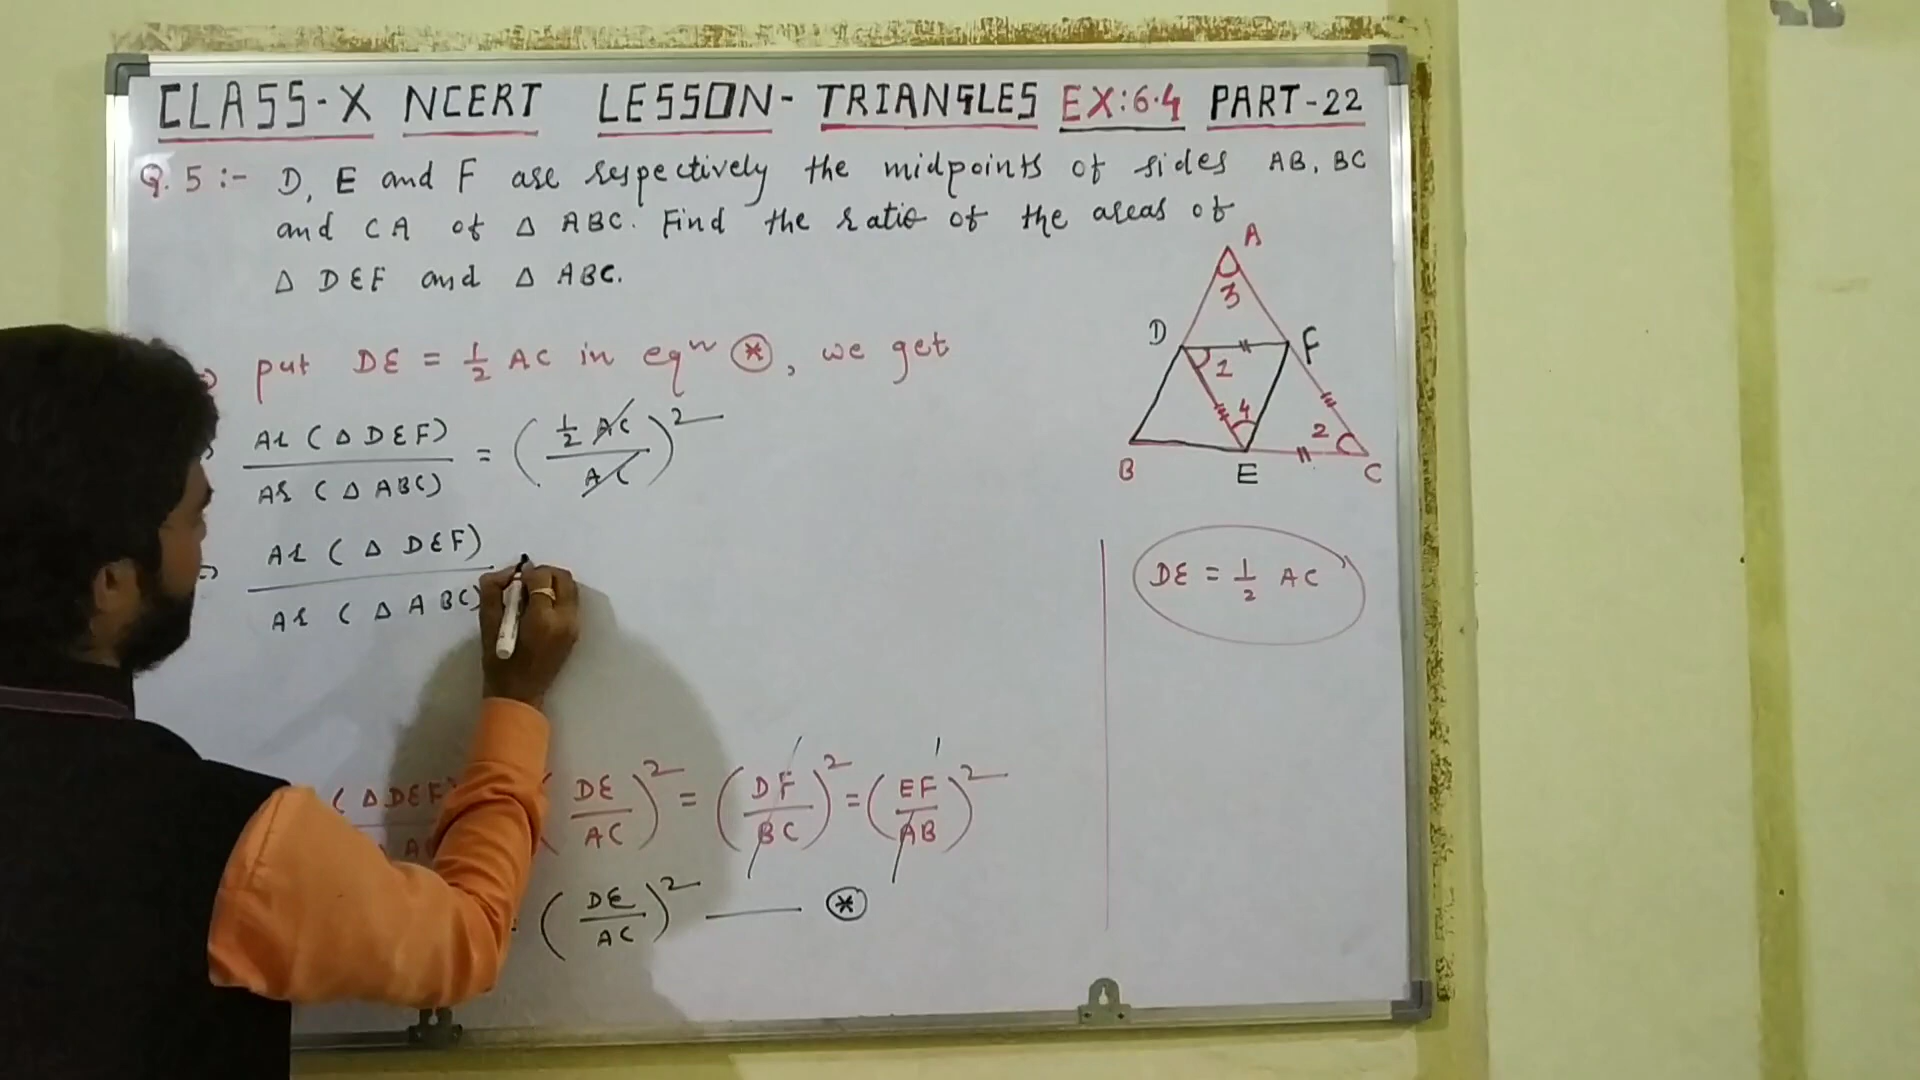 CLASS-X NCERT LESSON- TRIANGLES EX:6.4 PART-22
Q.5:- D, E and F are respectively the midpoints of sides AB, BC
and CA of Δ ABC. Find the ratio of the areas of
Δ DEF and Δ ABC.
⇒ put DE = 1/2 AC in eqⁿ ⊛, we get
Ar (Δ DEF) / Ar (Δ ABC) = (1/2 AC / AC)²
⇒ Ar (Δ DEF) / Ar (Δ ABC)
(Δ DEF) (DE/AC)² = (DF/BC)² = (EF/AB)²
(DE/AC)² —— ⊛
A
3
D
F
1
4
2
B
E
C
DE = 1/2 AC